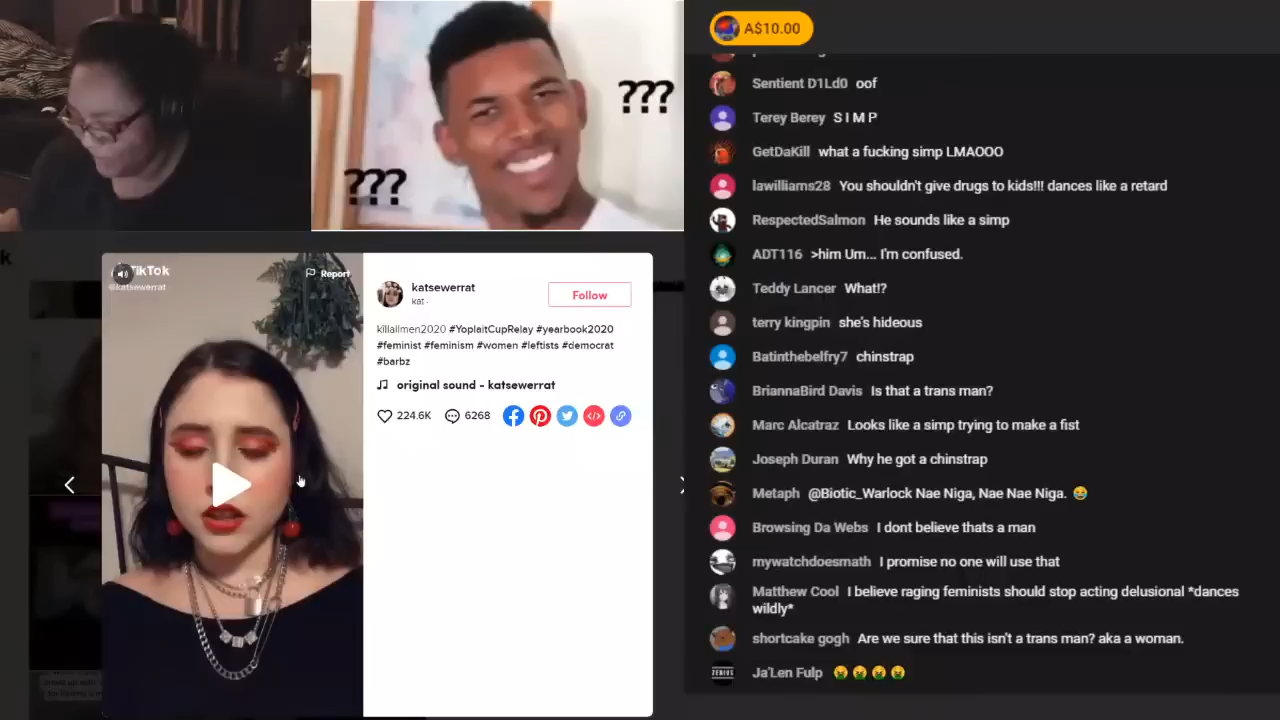 ???
???
TikTok
@katsewerrat
Report
katsewerrat
kat -
Follow
killallmen2020 #YoplaitCupRelay #yearbook2020
#feminist #feminism #women #leftists #democrat
#barbz
original sound - katsewerrat
224.6K
6268
A$10.00
Sentient D1Ld0 oof
Terey Berey S I M P
GetDaKill what a fucking simp LMAOOO
lawilliams28 You shouldn't give drugs to kids!!! dances like a retard
RespectedSalmon He sounds like a simp
ADT116 >him Um... I'm confused.
Teddy Lancer What!?
terry kingpin she's hideous
Batinthebelfry7 chinstrap
BriannaBird Davis Is that a trans man?
Marc Alcatraz Looks like a simp trying to make a fist
Joseph Duran Why he got a chinstrap
Metaph @Biotic_Warlock Nae Niga, Nae Nae Niga. 😂
Browsing Da Webs I dont believe thats a man
mywatchdoesmath I promise no one will use that
Matthew Cool I believe raging feminists should stop acting delusional *dances
wildly*
shortcake gogh Are we sure that this isn't a trans man? aka a woman.
ZENIUS
Ja'Len Fulp 🤮🤮🤮🤮